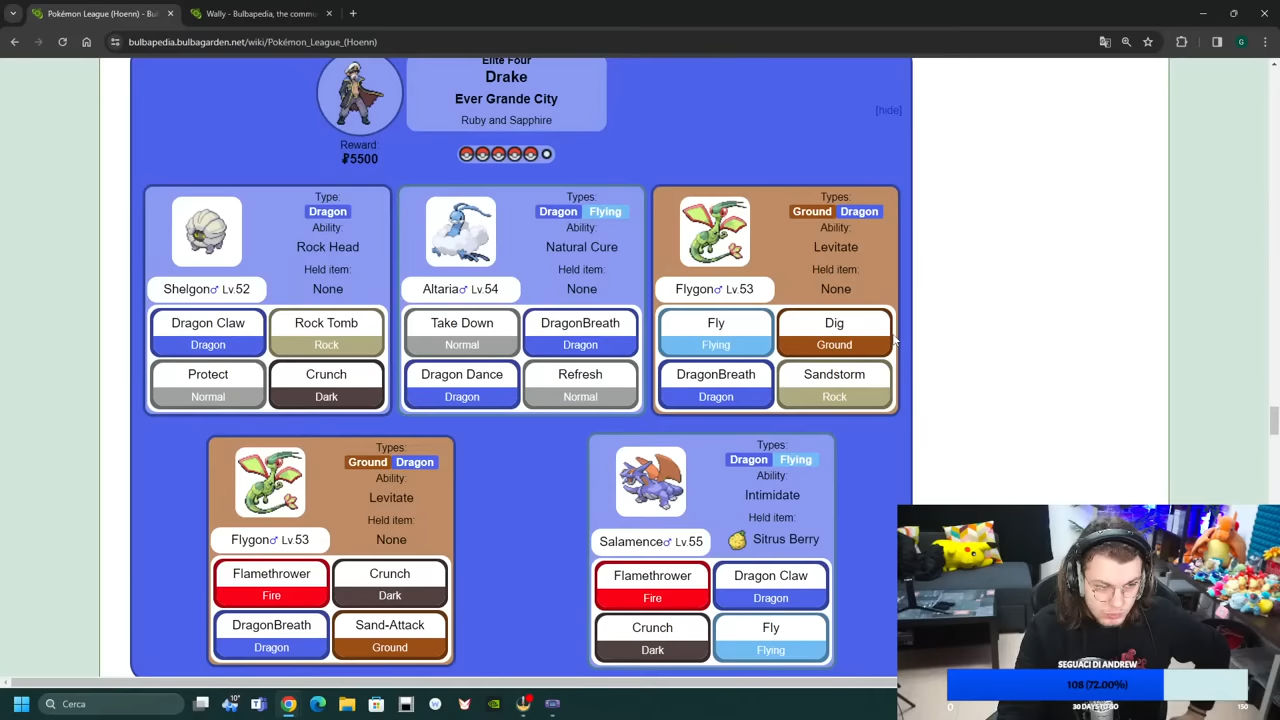 Pokémon League (Hoenn) - Bulb
Wally - Bulbapedia, the commu
bulbapedia.bulbagarden.net/wiki/Pokémon_League_(Hoenn)
G
Elite Four
Drake
Ever Grande City
Ruby and Sapphire
[hide]
Reward:
₽5500
Type:
Dragon
Ability:
Rock Head
Held item:
None
Shelgon♂ Lv.52
Dragon Claw
Dragon
Rock Tomb
Rock
Protect
Normal
Crunch
Dark
Types:
Dragon Flying
Ability:
Natural Cure
Held item:
None
Altaria♂ Lv.54
Take Down
Normal
DragonBreath
Dragon
Dragon Dance
Dragon
Refresh
Normal
Types:
Ground Dragon
Ability:
Levitate
Held item:
None
Flygon♂ Lv.53
Fly
Flying
Dig
Ground
DragonBreath
Dragon
Sandstorm
Rock
Types:
Ground Dragon
Ability:
Levitate
Held item:
None
Flygon♂ Lv.53
Flamethrower
Fire
Crunch
Dark
DragonBreath
Dragon
Sand-Attack
Ground
Types:
Dragon Flying
Ability:
Intimidate
Held item:
Sitrus Berry
Salamence♂ Lv.55
Flamethrower
Fire
Dragon Claw
Dragon
Crunch
Dark
Fly
Flying
SEGUACI DI ANDREW
108 (72.00%)
0
30 DAYS TO GO
150
Cerca
10°